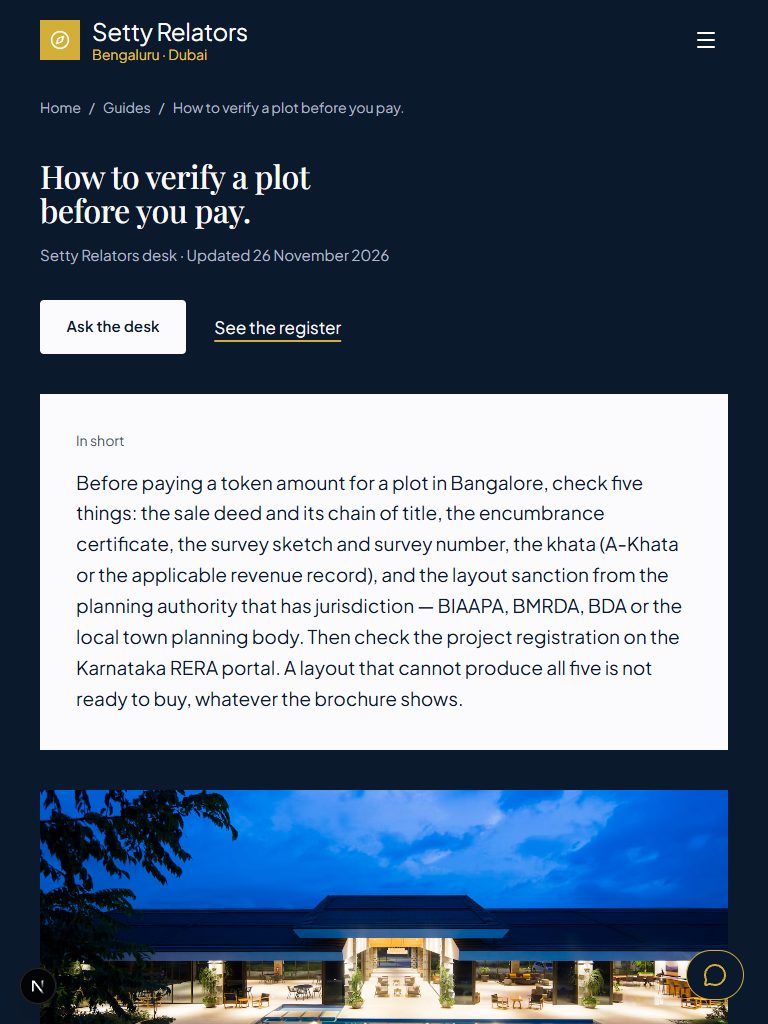 Setty Relators
Bengaluru · Dubai
Home / Guides / How to verify a plot before you pay.
How to verify a plot
before you pay.
Setty Relators desk · Updated 26 November 2026
Ask the desk
See the register
In short
Before paying a token amount for a plot in Bangalore, check five
things: the sale deed and its chain of title, the encumbrance
certificate, the survey sketch and survey number, the khata (A-Khata
or the applicable revenue record), and the layout sanction from the
planning authority that has jurisdiction — BIAAPA, BMRDA, BDA or the
local town planning body. Then check the project registration on the
Karnataka RERA portal. A layout that cannot produce all five is not
ready to buy, whatever the brochure shows.
N